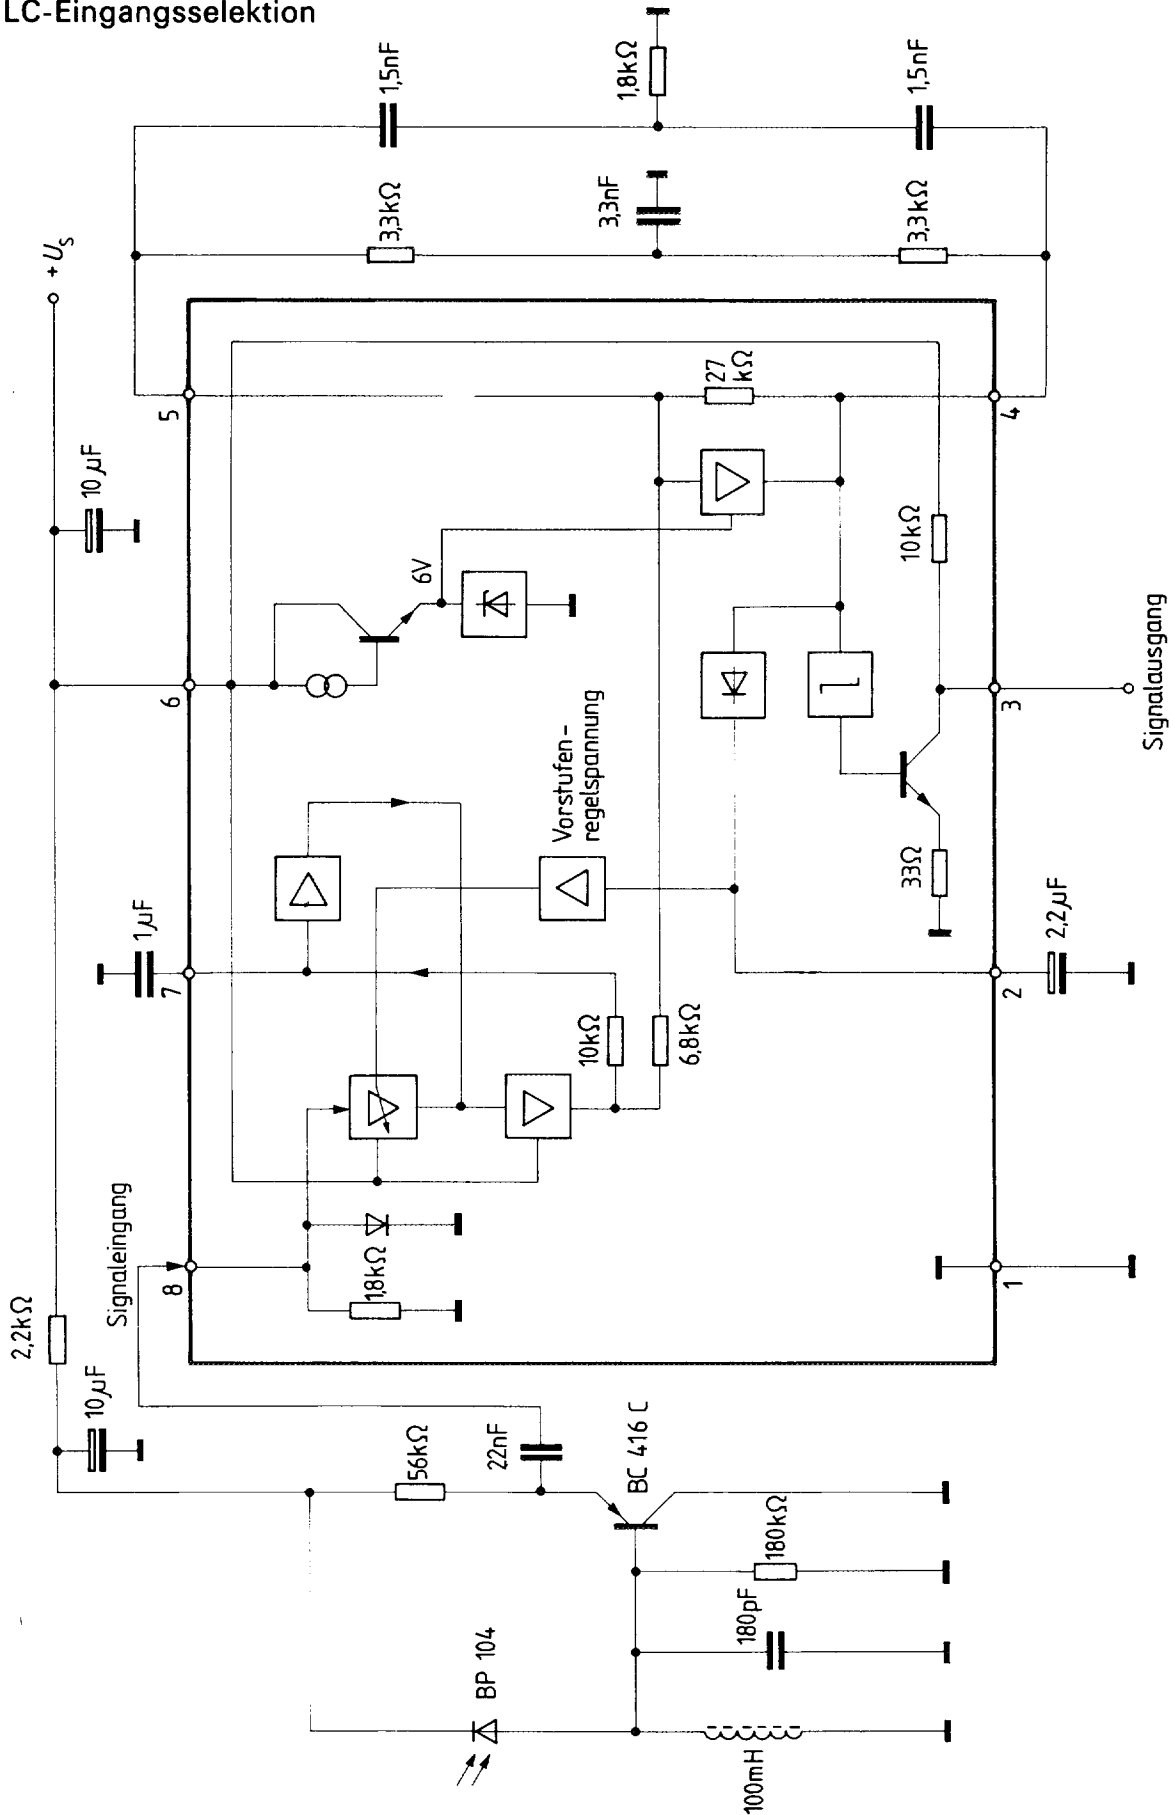 LC-Eingangsselektion
1,5nF
1,8kΩ
1,5nF
3,3kΩ
3,3nF
3,3kΩ
+U_S
10µF
5
27
kΩ
4
6V
10kΩ
6
3
Signalausgang
Vorstufen-
regelspannung
33Ω
1µF
7
2,2µF
2
10kΩ
6,8kΩ
Signaleingang
8
1,8kΩ
1
2,2kΩ
10µF
56kΩ
22nF
BC 416 C
180kΩ
180pF
BP 104
100mH